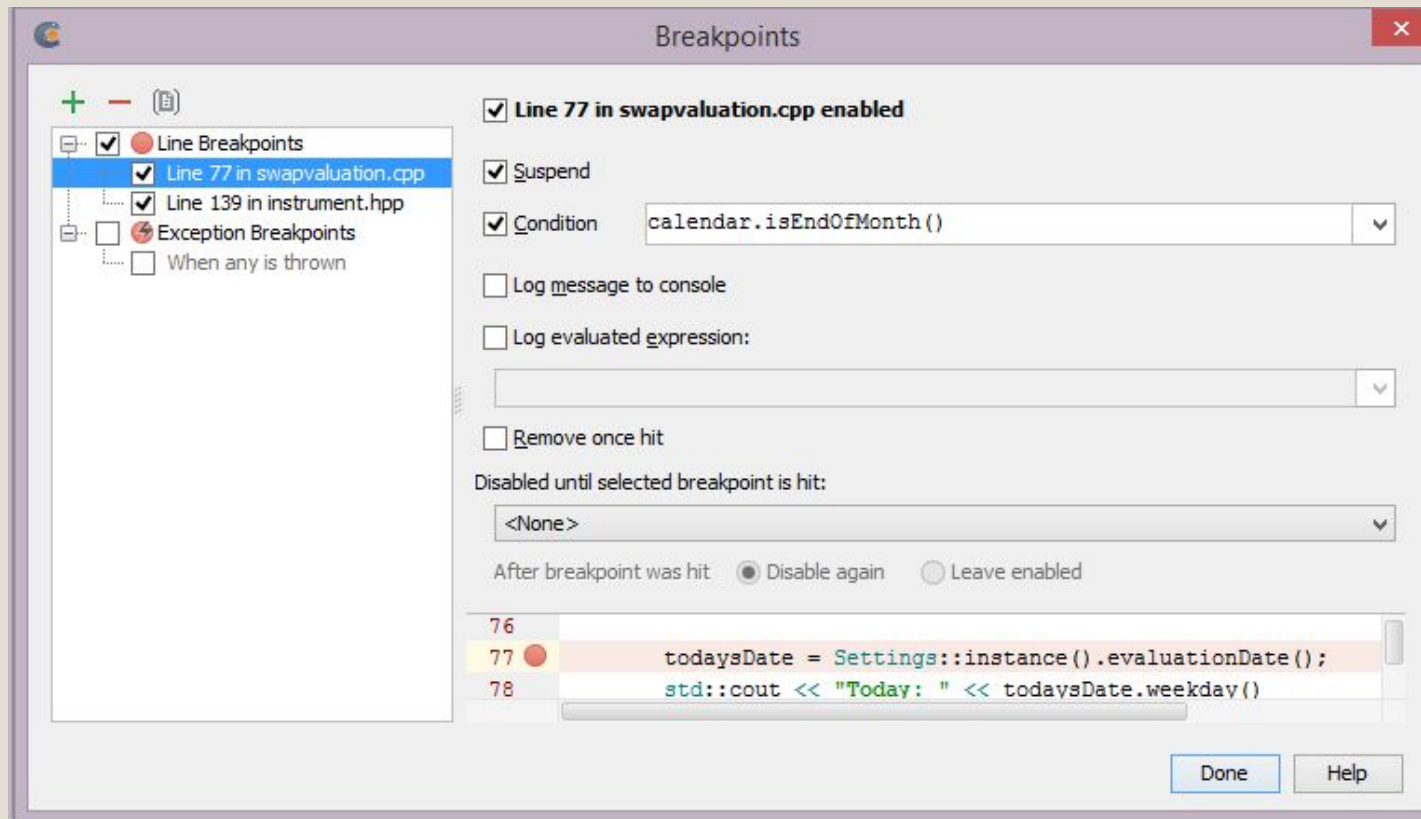 Breakpoints
Line Breakpoints
Line 77 in swapvaluation.cpp
Line 139 in instrument.hpp
Exception Breakpoints
When any is thrown
Line 77 in swapvaluation.cpp enabled
Suspend
Condition calendar.isEndOfMonth()
Log message to console
Log evaluated expression:
Remove once hit
Disabled until selected breakpoint is hit:
<None>
After breakpoint was hit Disable again Leave enabled
76
77 todaysDate = Settings::instance().evaluationDate();
78 std::cout << "Today: " << todaysDate.weekday()
Done Help